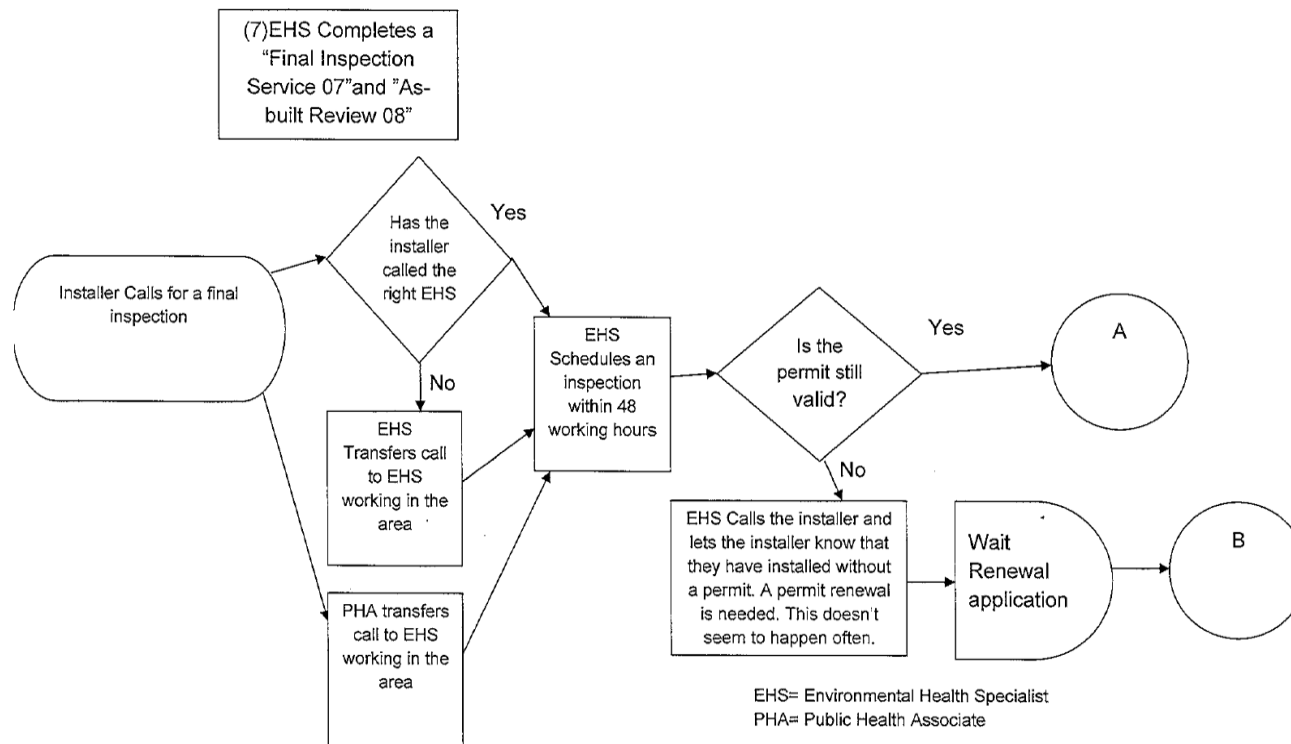 (7)EHS Completes a
“Final Inspection
Service 07”and ”As-
built Review 08”
Has the
installer
called the
right EHS
Yes
Installer Calls for a final
inspection
No
EHS
Transfers call
to EHS
working in the
area
PHA transfers
call to EHS
working in the
area
EHS
Schedules an
inspection
within 48
working hours
Is the
permit still
valid?
Yes
A
No
EHS Calls the installer and
lets the installer know that
they have installed without
a permit. A permit renewal
is needed. This doesn't
seem to happen often.
Wait
Renewal
application
B
EHS= Environmental Health Specialist
PHA= Public Health Associate